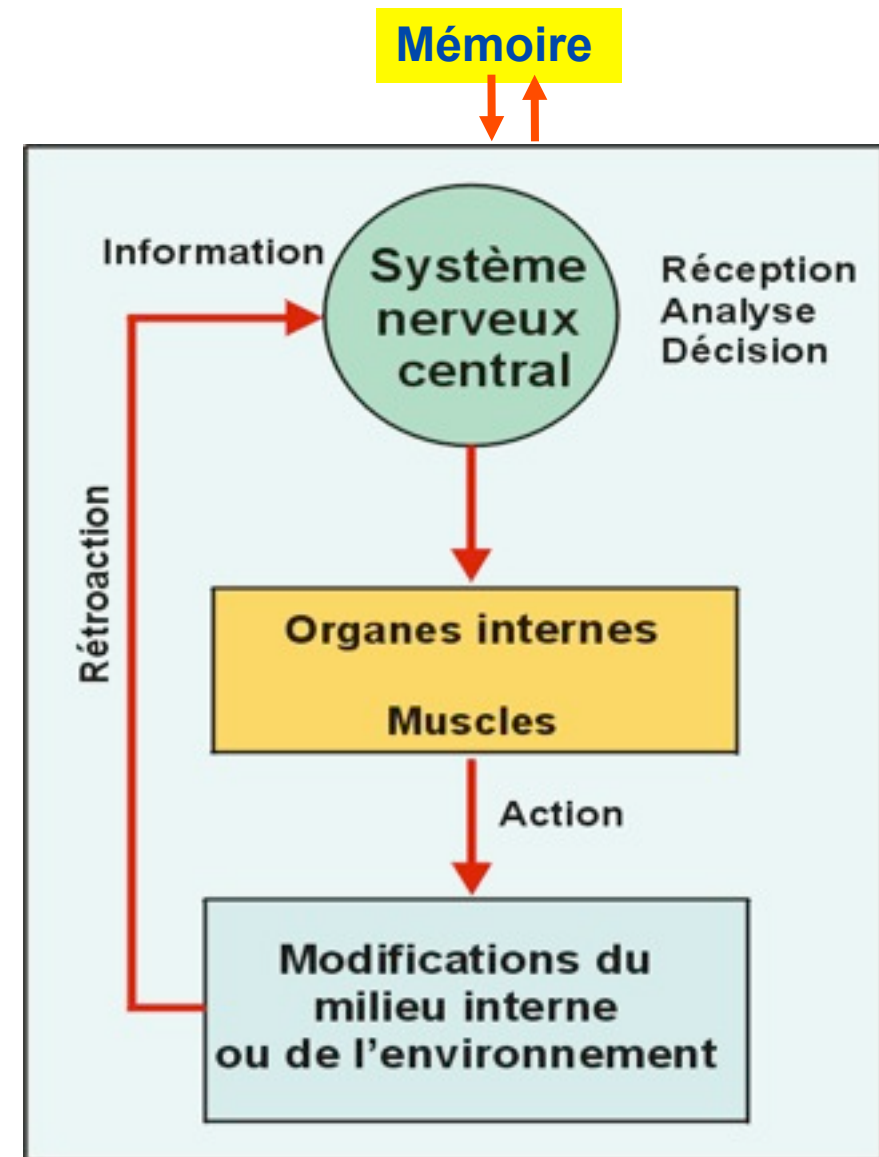 Mémoire
Information
Système
nerveux
central
Réception
Analyse
Décision
Rétroaction
Organes internes
Muscles
Action
Modifications du
milieu interne
ou de l'environnement